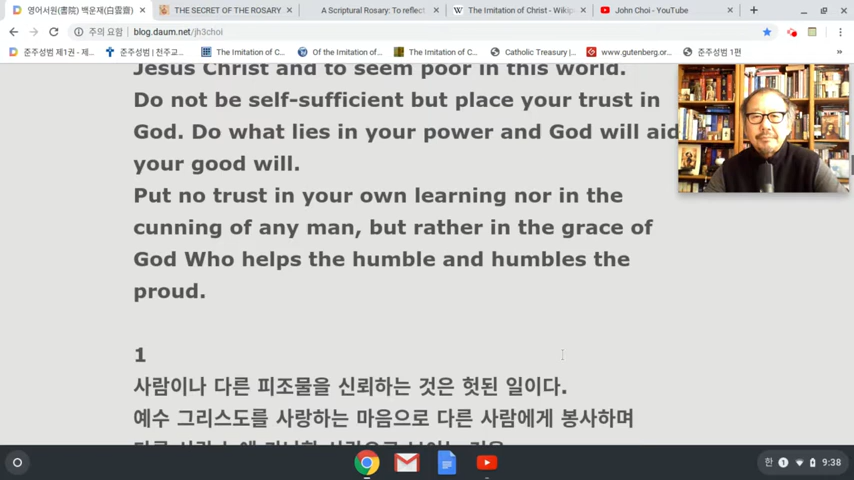 영어서원(書院) 백운재(白雲齋)
THE SECRET OF THE ROSARY
A Scriptural Rosary: To reflect
The Imitation of Christ - Wikip
John Choi - YouTube
주의 요함
blog.daum.net/jh3choi
준주성범 제1권 - 제...
준주성범 | 천주교...
The Imitation of C...
Of the Imitation of...
The Imitation of C...
Catholic Treasury |...
www.gutenberg.or...
준주성범 1편
Jesus Christ and to seem poor in this world.
Do not be self-sufficient but place your trust in
God. Do what lies in your power and God will aid
your good will.
Put no trust in your own learning nor in the
cunning of any man, but rather in the grace of
God Who helps the humble and humbles the
proud.
1
사람이나 다른 피조물을 신뢰하는 것은 헛된 일이다.
예수 그리스도를 사랑하는 마음으로 다른 사람에게 봉사하며
한
1
9:38